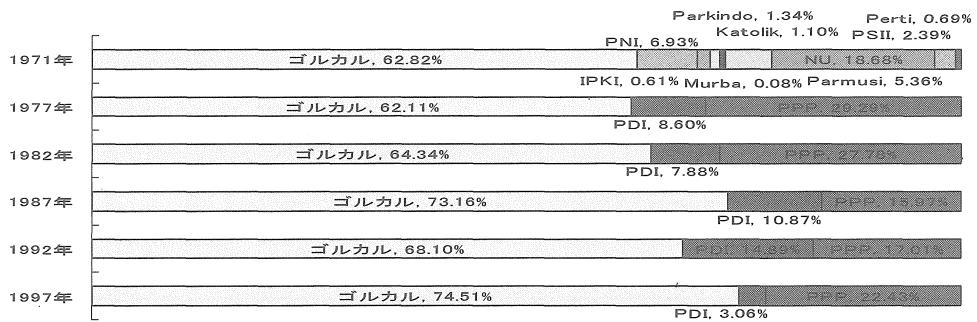 Parkindo, 1.34% Perti, 0.69%
PNI, 6.93% Katolik, 1.10% PSII, 2.39%
1971年 ゴルカル, 62.82% NU, 18.68%
IPKI, 0.61% Murba, 0.08% Parmusi, 5.36%
1977年 ゴルカル, 62.11% PPP, 29.29%
PDI, 8.60%
1982年 ゴルカル, 64.34% PPP, 27.78%
PDI, 7.88%
1987年 ゴルカル, 73.16% PPP, 15.97%
PDI, 10.87%
1992年 ゴルカル, 68.10% PDI, 14.89% PPP, 17.01%
1997年 ゴルカル, 74.51% PPP, 22.43%
PDI, 3.06%